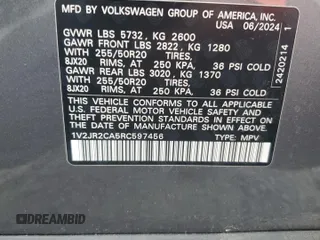 MFD. BY VOLKSWAGEN GROUP OF AMERICA, INC.
USA 06/2024
GVWR LBS 5732, KG 2600
GAWR FRONT LBS 2822, KG 1280
WITH 255/50R20 TIRES,
8JX20 RIMS, AT 250 KPA, 36 PSI COLD
GAWR REAR LBS 3020, KG 1370
WITH 255/50R20 TIRES,
8JX20 RIMS, AT 250 KPA, 36 PSI COLD
THIS VEHICLE CONFORMS TO ALL APPLICABLE
FEDERAL MOTOR VEHICLE SAFETY, BUMPER, AND
THEFT PREVENTION STANDARDS IN EFFECT ON THE
DATE OF MANUFACTURE SHOWN ABOVE.
1V2JR2CA5RC597456 TYPE: MPV
2420214 1
DREAMBID